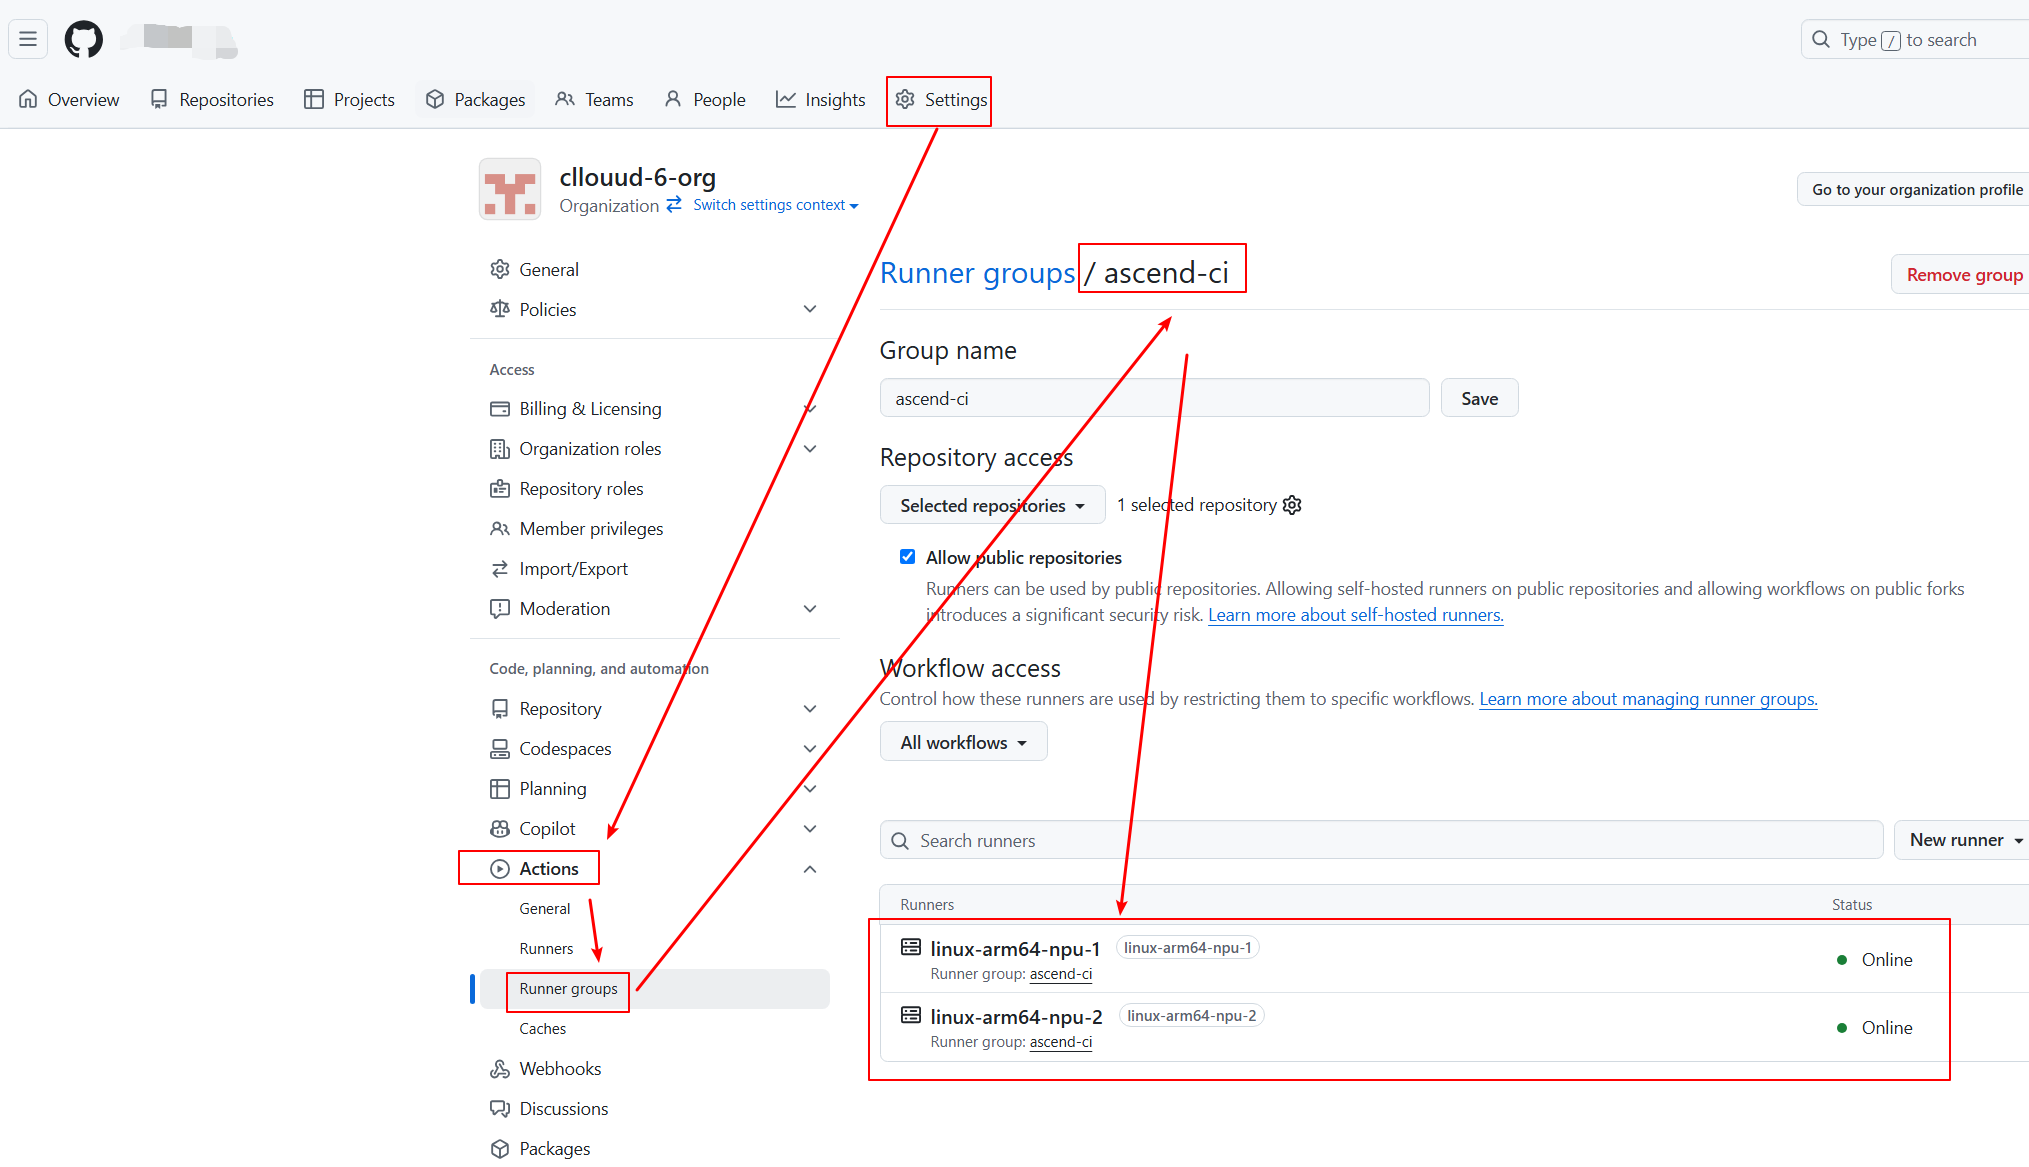 Type / to search
Overview
Repositories
Projects
Packages
Teams
People
Insights
Settings
cllouud-6-org
Organization Switch settings context
Go to your organization profile
General
Policies
Access
Billing & Licensing
Organization roles
Repository roles
Member privileges
Import/Export
Moderation
Code, planning, and automation
Repository
Codespaces
Planning
Copilot
Actions
General
Runners
Runner groups
Caches
Webhooks
Discussions
Packages
Runner groups / ascend-ci
Remove group
Group name
ascend-ci
Save
Repository access
Selected repositories
1 selected repository
Allow public repositories
Runners can be used by public repositories. Allowing self-hosted runners on public repositories and allowing workflows on public forks
introduces a significant security risk. Learn more about self-hosted runners.
Workflow access
Control how these runners are used by restricting them to specific workflows. Learn more about managing runner groups.
All workflows
Search runners
New runner
Runners
Status
linux-arm64-npu-1 linux-arm64-npu-1
Runner group: ascend-ci
Online
linux-arm64-npu-2 linux-arm64-npu-2
Runner group: ascend-ci
Online